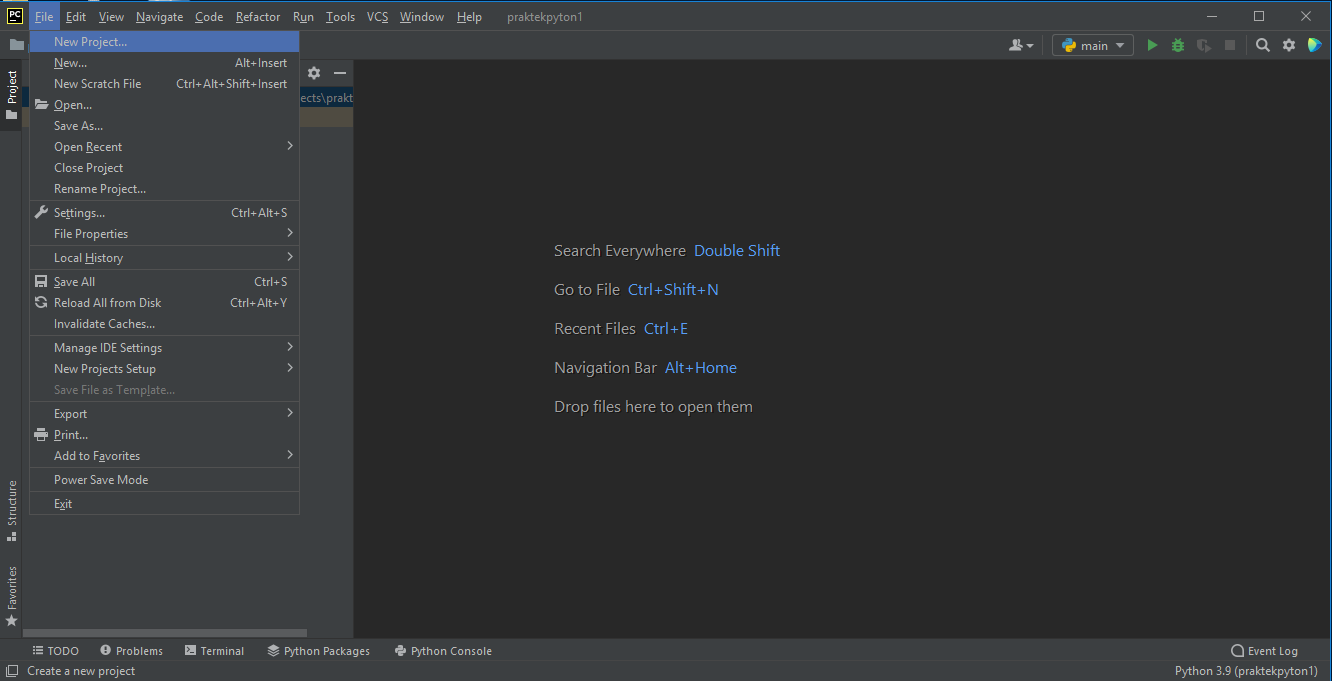 PC File Edit View Navigate Code Refactor Run Tools VCS Window Help praktekpyton1
main
Project
ects\prakt
New Project...
New... Alt+Insert
New Scratch File Ctrl+Alt+Shift+Insert
Open...
Save As...
Open Recent
Close Project
Rename Project...
Settings... Ctrl+Alt+S
File Properties
Local History
Save All Ctrl+S
Reload All from Disk Ctrl+Alt+Y
Invalidate Caches...
Manage IDE Settings
New Projects Setup
Save File as Template...
Export
Print...
Add to Favorites
Power Save Mode
Exit
Search Everywhere Double Shift
Go to File Ctrl+Shift+N
Recent Files Ctrl+E
Navigation Bar Alt+Home
Drop files here to open them
Structure
Favorites
TODO Problems Terminal Python Packages Python Console Event Log
Create a new project Python 3.9 (praktekpyton1)